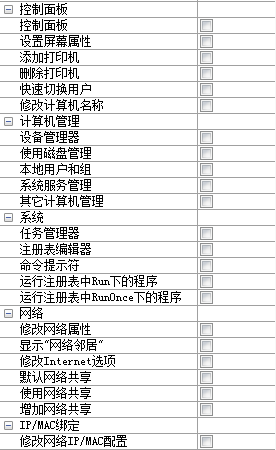 控制面板
控制面板
设置屏幕属性
添加打印机
删除打印机
快速切换用户
修改计算机名称
计算机管理
设备管理器
使用磁盘管理
本地用户和组
系统服务管理
其它计算机管理
系统
任务管理器
注册表编辑器
命令提示符
运行注册表中Run下的程序
运行注册表中RunOnce下的程序
网络
修改网络属性
显示"网络邻居"
修改Internet选项
默认网络共享
使用网络共享
增加网络共享
IP/MAC绑定
修改网络IP/MAC配置